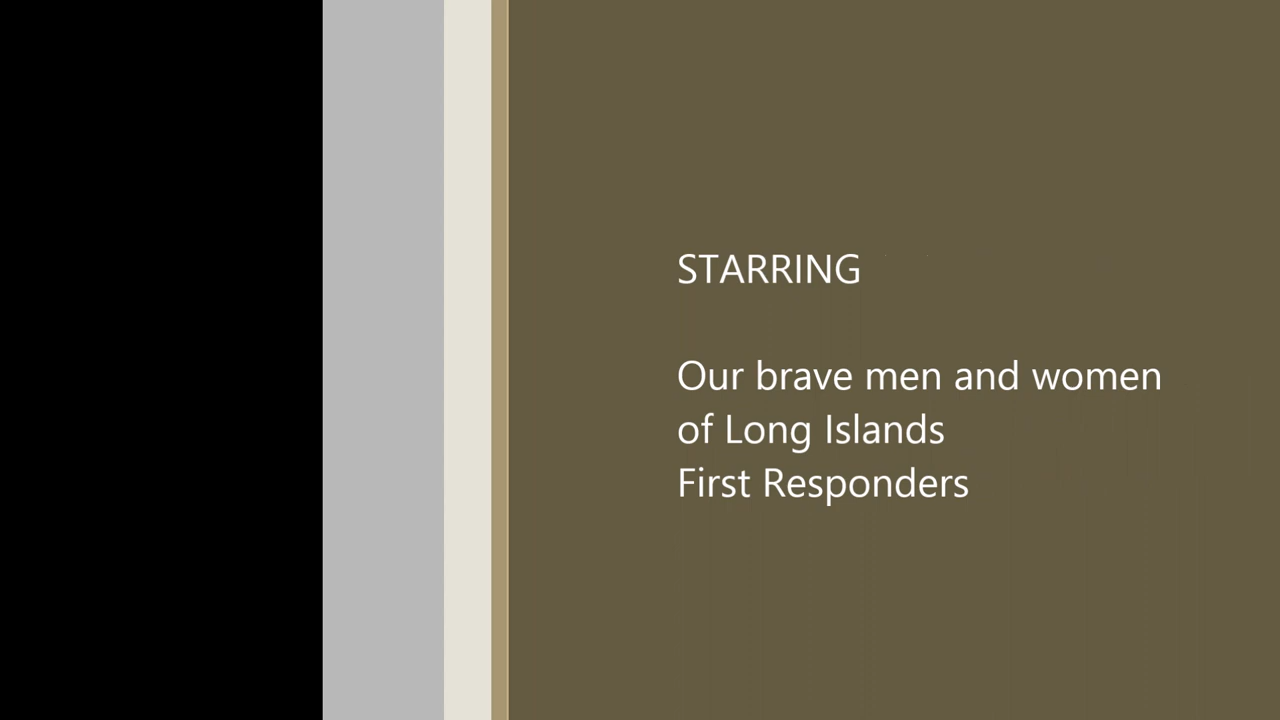 STARRING
Our brave men and women
of Long Islands
First Responders